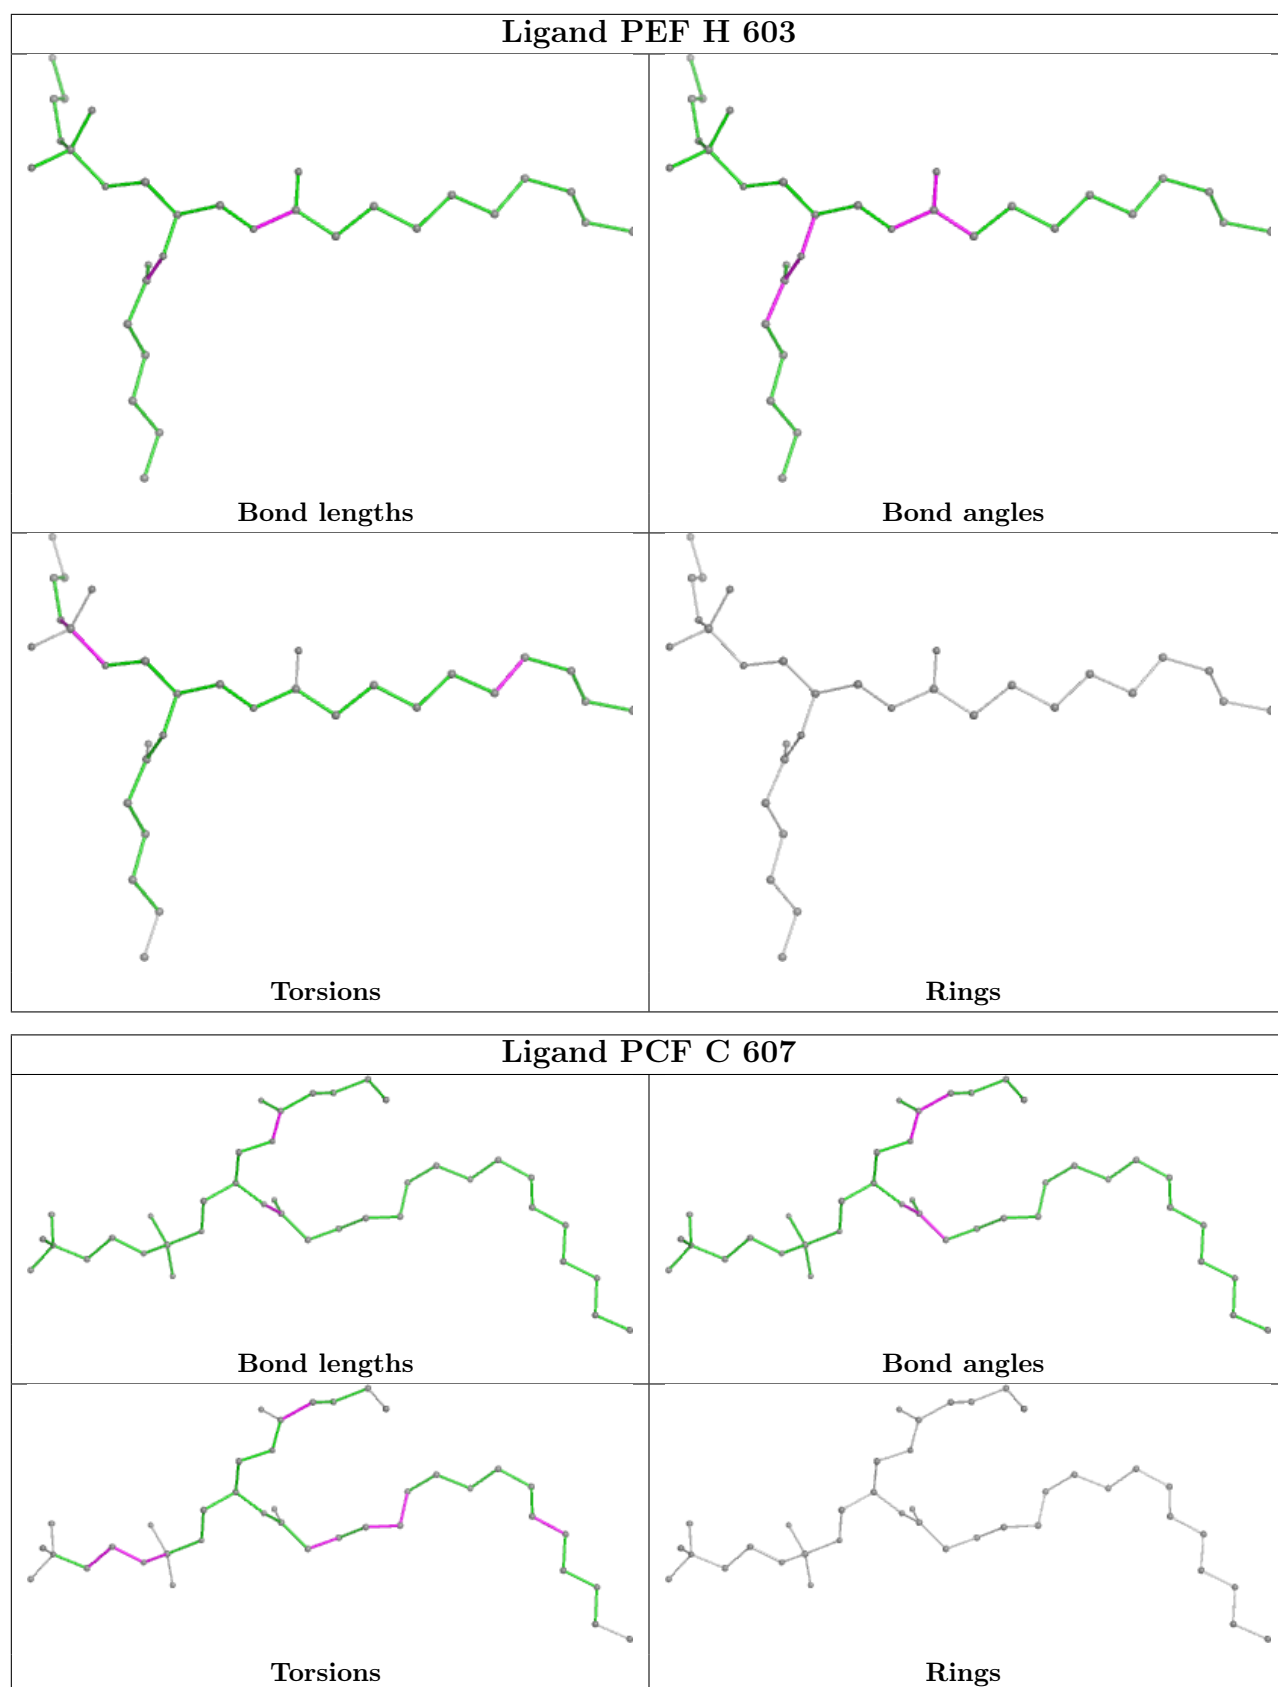 Ligand PEF H 603
Bond lengths
Bond angles
Torsions
Rings
Ligand PCF C 607
Bond lengths
Bond angles
Torsions
Rings